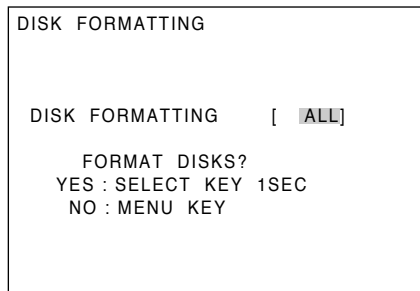 DISK FORMATTING
DISK FORMATTING [ ALL]
FORMAT DISKS?
YES : SELECT KEY 1SEC
NO : MENU KEY